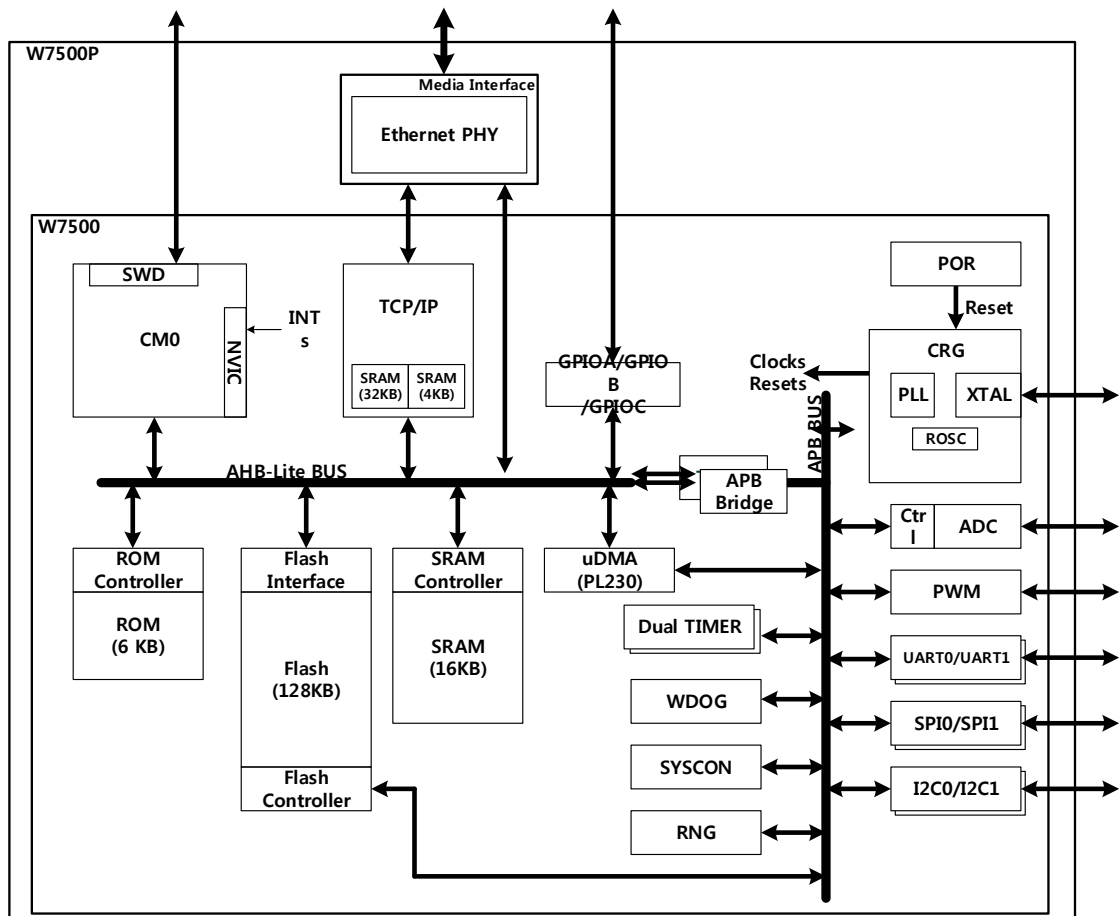 W7500P
Media Interface
Ethernet PHY
W7500
SWD
CM0
NVIC
INT
s
TCP/IP
SRAM
(32KB)
SRAM
(4KB)
GPIOA/GPIO
B
/GPIOC
POR
Reset
CRG
Clocks
Resets
PLL
XTAL
ROSC
APB BUS
AHB-Lite BUS
APB
Bridge
Ctr
l
ADC
ROM
Controller
ROM
(6 KB)
Flash
Interface
Flash
(128KB)
Flash
Controller
SRAM
Controller
SRAM
(16KB)
uDMA
(PL230)
Dual TIMER
WDOG
SYSCON
RNG
PWM
UART0/UART1
SPI0/SPI1
I2C0/I2C1